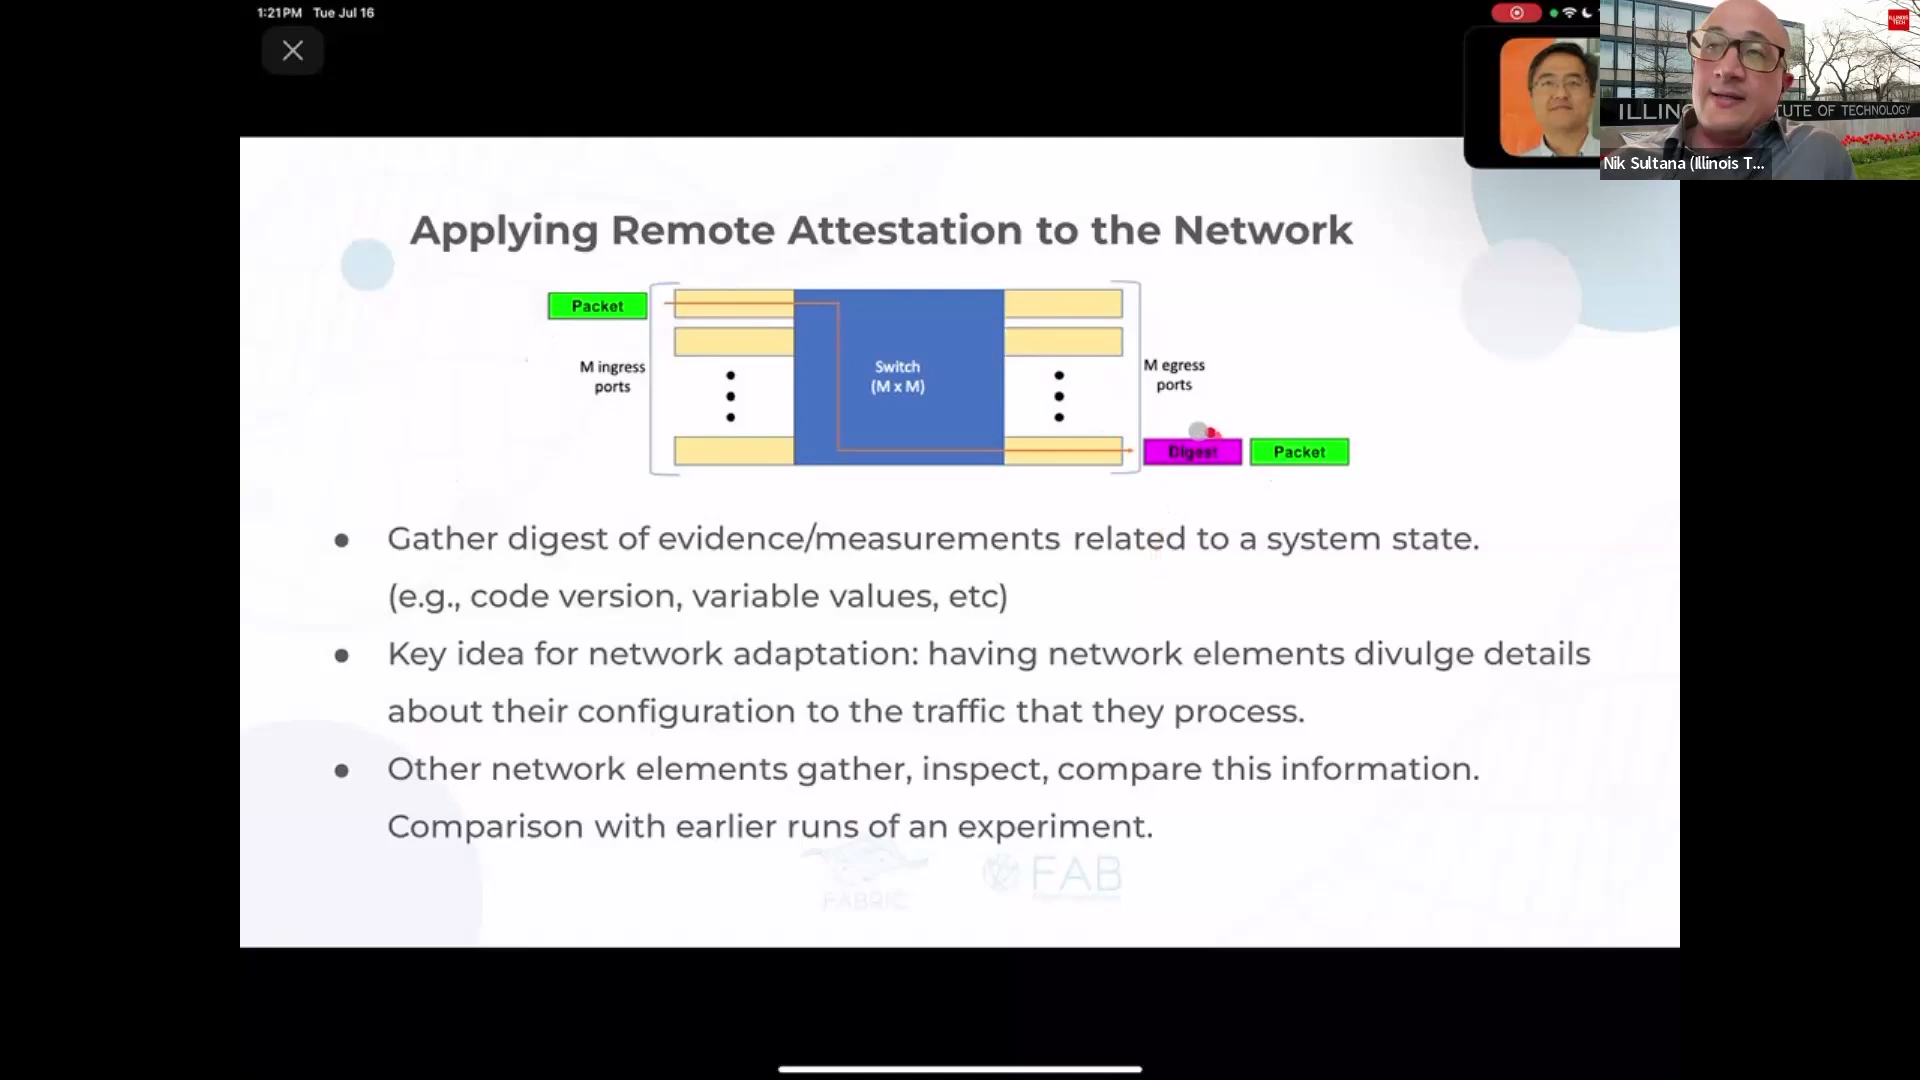 1:21 PM Tue Jul 16
ILLINOIS TECH
ILLIN TUTE OF TECHNOLOGY
Nik Sultana (Illinois T...
Applying Remote Attestation to the Network
Packet
M ingress
ports
Switch
(M x M)
M egress
ports
Digest
Packet
Gather digest of evidence/measurements related to a system state.
(e.g., code version, variable values, etc)
Key idea for network adaptation: having network elements divulge details
about their configuration to the traffic that they process.
Other network elements gather, inspect, compare this information.
Comparison with earlier runs of an experiment.
FABRIC
FAB